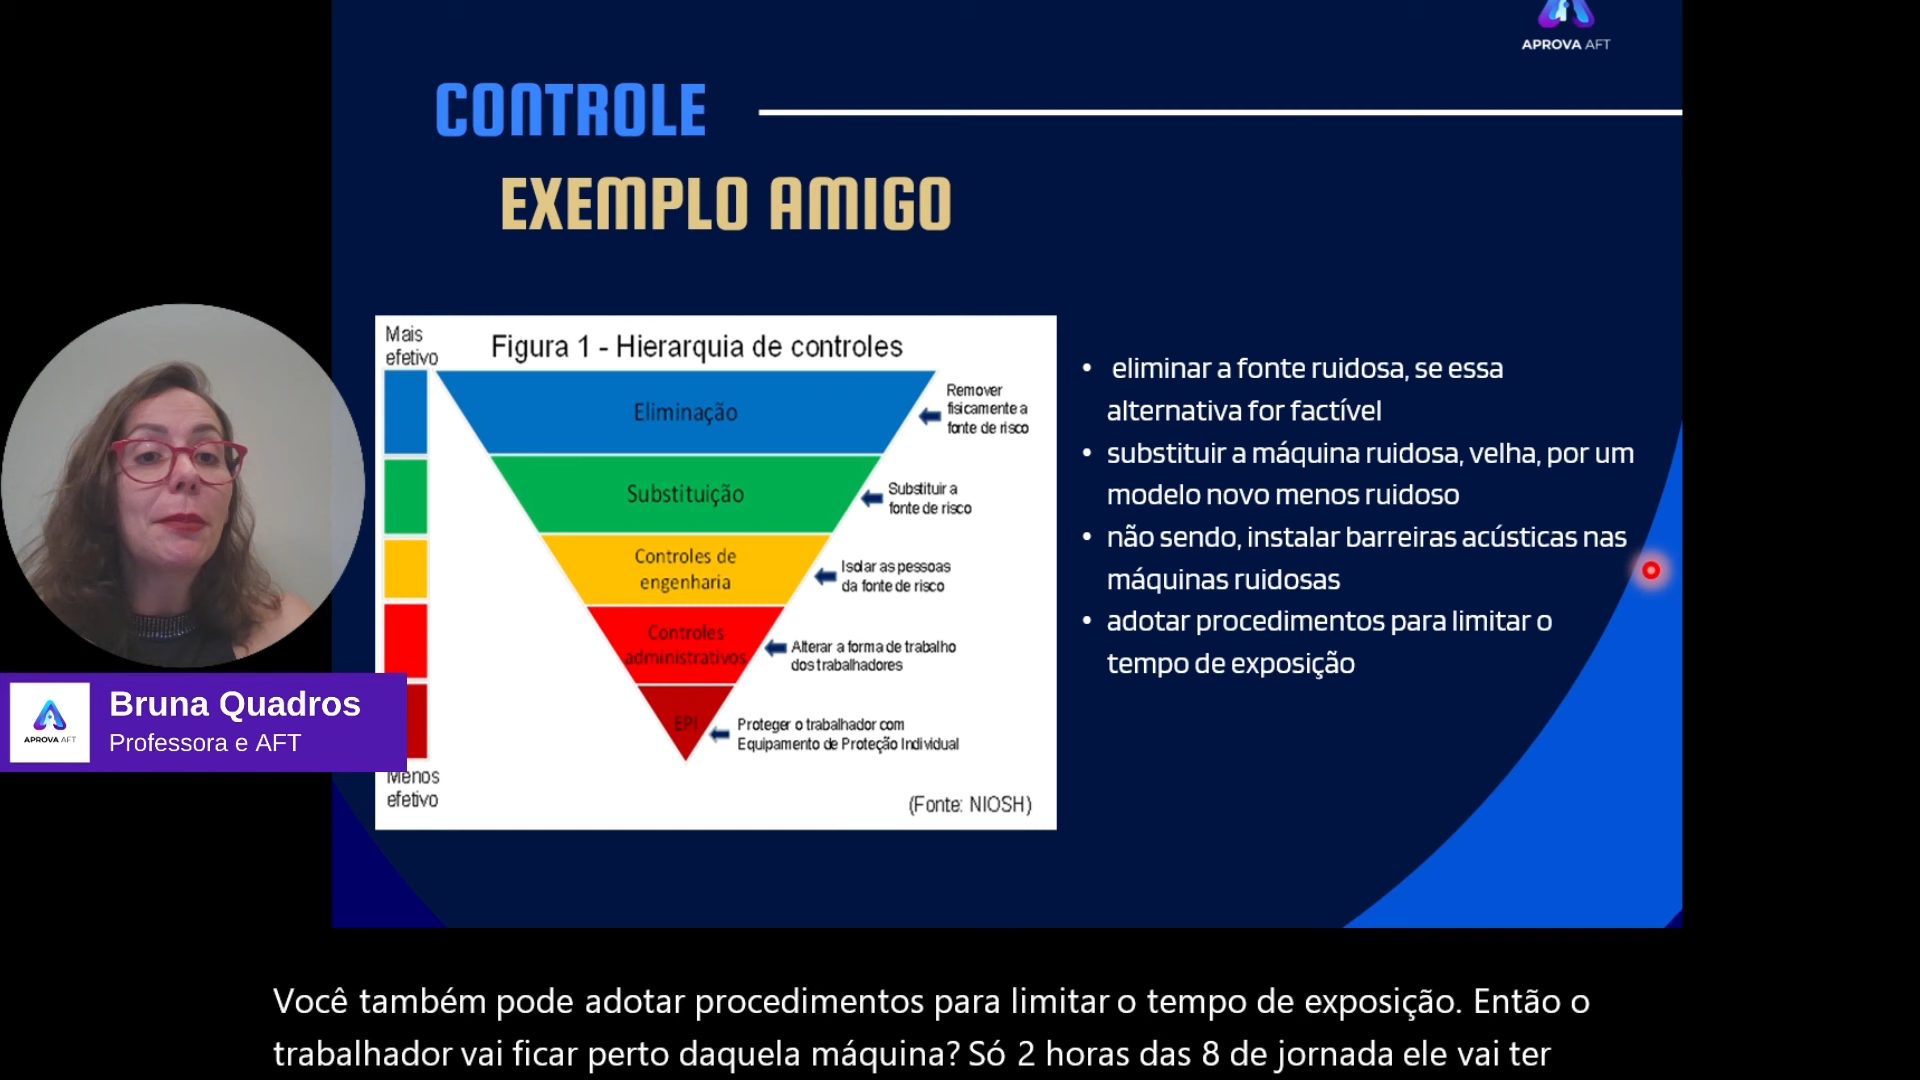 APROVA AFT
CONTROLE
EXEMPLO AMIGO
Mais
efetivo
Figura 1 - Hierarquia de controles
Eliminação
Remover
fisicamente a
fonte de risco
Substituição
Substituir a
fonte de risco
Controles de
engenharia
Isolar as pessoas
da fonte de risco
Controles
administrativos
Alterar a forma de trabalho
dos trabalhadores
EPI
Proteger o trabalhador com
Equipamento de Proteção Individual
Menos
efetivo
(Fonte: NIOSH)
• eliminar a fonte ruidosa, se essa
alternativa for factível
• substituir a máquina ruidosa, velha, por um
modelo novo menos ruidoso
• não sendo, instalar barreiras acústicas nas
máquinas ruidosas
• adotar procedimentos para limitar o
tempo de exposição
APROVA AFT
Bruna Quadros
Professora e AFT
Você também pode adotar procedimentos para limitar o tempo de exposição. Então o
trabalhador vai ficar perto daquela máquina? Só 2 horas das 8 de jornada ele vai ter